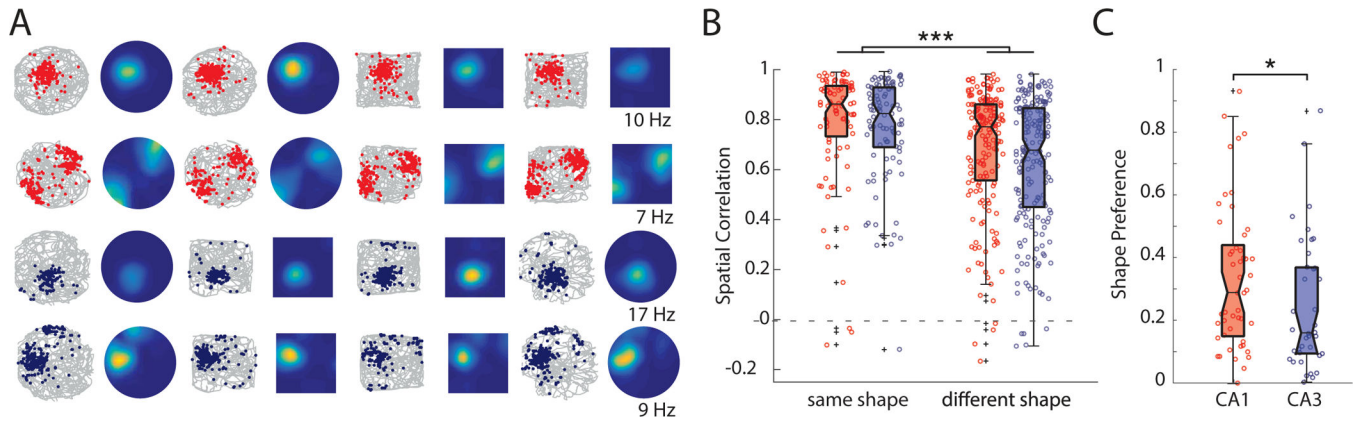 A
10 Hz
7 Hz
17 Hz
9 Hz
B
***
Spatial Correlation
1
0.8
0.6
0.4
0.2
-0
-0.2
same shape
different shape
C
*
Shape Preference
1
0.8
0.6
0.4
0.2
0
CA1
CA3